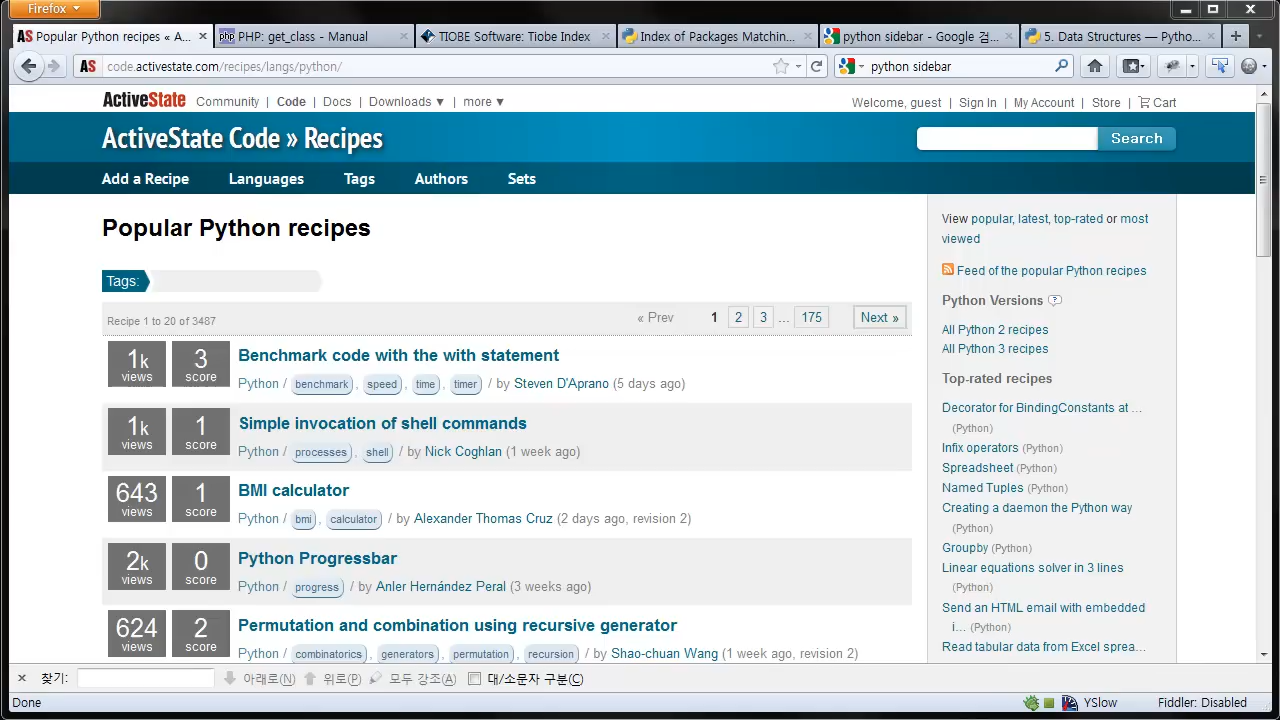 Firefox
Popular Python recipes « A...
PHP: get_class - Manual
TIOBE Software: Tiobe Index
Index of Packages Matchin...
python sidebar - Google 검...
5. Data Structures — Pytho...
AS code.activestate.com/recipes/langs/python/
python sidebar
ActiveState Community | Code | Docs | Downloads ▼ | more ▼
Welcome, guest | Sign In | My Account | Store | Cart
ActiveState Code » Recipes
Search
Add a Recipe Languages Tags Authors Sets
Popular Python recipes
Tags:
Recipe 1 to 20 of 3487
« Prev 1 2 3 ... 175 Next »
1k views
3 score
Benchmark code with the with statement
Python / benchmark, speed, time, timer / by Steven D'Aprano (5 days ago)
1k views
1 score
Simple invocation of shell commands
Python / processes, shell / by Nick Coghlan (1 week ago)
643 views
1 score
BMI calculator
Python / bmi, calculator / by Alexander Thomas Cruz (2 days ago, revision 2)
2k views
0 score
Python Progressbar
Python / progress / by Anler Hernández Peral (3 weeks ago)
624 views
2 score
Permutation and combination using recursive generator
Python / combinatorics, generators, permutation, recursion / by Shao-chuan Wang (1 week ago, revision 2)
View popular, latest, top-rated or most
viewed
Feed of the popular Python recipes
Python Versions ?
All Python 2 recipes
All Python 3 recipes
Top-rated recipes
Decorator for BindingConstants at ...
(Python)
Infix operators (Python)
Spreadsheet (Python)
Named Tuples (Python)
Creating a daemon the Python way
(Python)
Groupby (Python)
Linear equations solver in 3 lines
(Python)
Send an HTML email with embedded
i... (Python)
Read tabular data from Excel sprea...
찾기: 아래로(N) 위로(P) 모두 강조(A) 대/소문자 구분(C)
Done
YSlow
Fiddler: Disabled